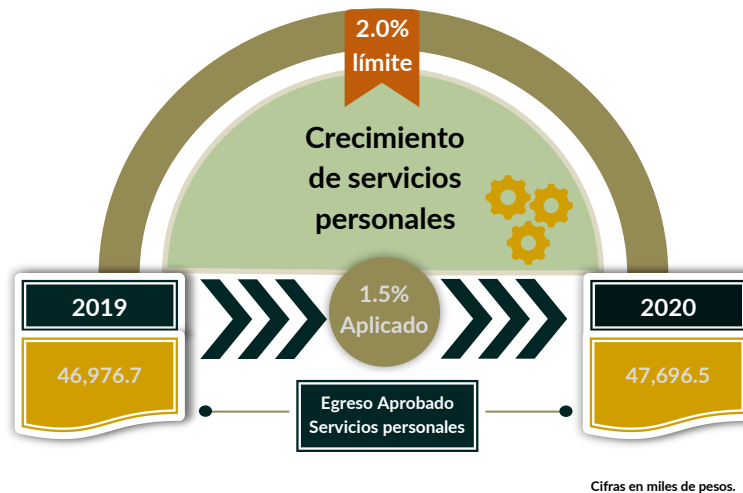 2.0%
límite
Crecimiento
de servicios
personales
2019
1.5%
Aplicado
2020
46,976.7
47,696.5
Egreso Aprobado
Servicios personales
Cifras en miles de pesos.